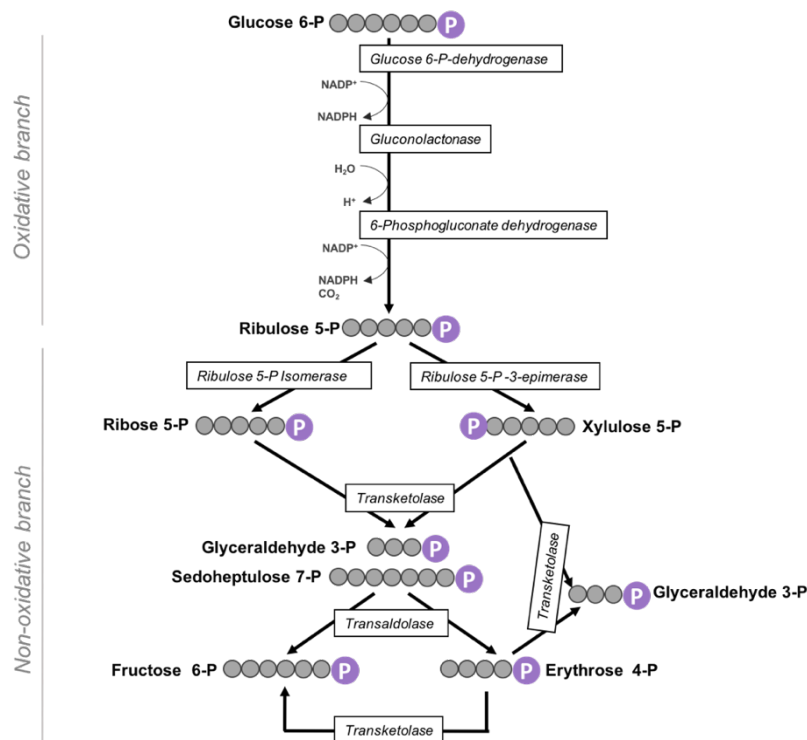 Glucose 6-P
P
Glucose 6-P-dehydrogenase
NADP⁺
NADPH
Gluconolactonase
H₂O
H⁺
6-Phosphogluconate dehydrogenase
NADP⁺
NADPH
CO₂
Oxidative branch
Ribulose 5-P
P
Ribulose 5-P Isomerase
Ribulose 5-P -3-epimerase
Ribose 5-P
P
P
Xylulose 5-P
Transketolase
Glyceraldehyde 3-P
P
Sedoheptulose 7-P
P
Transketolase
P
Glyceraldehyde 3-P
Transaldolase
Fructose 6-P
P
P
Erythrose 4-P
Transketolase
Non-oxidative branch